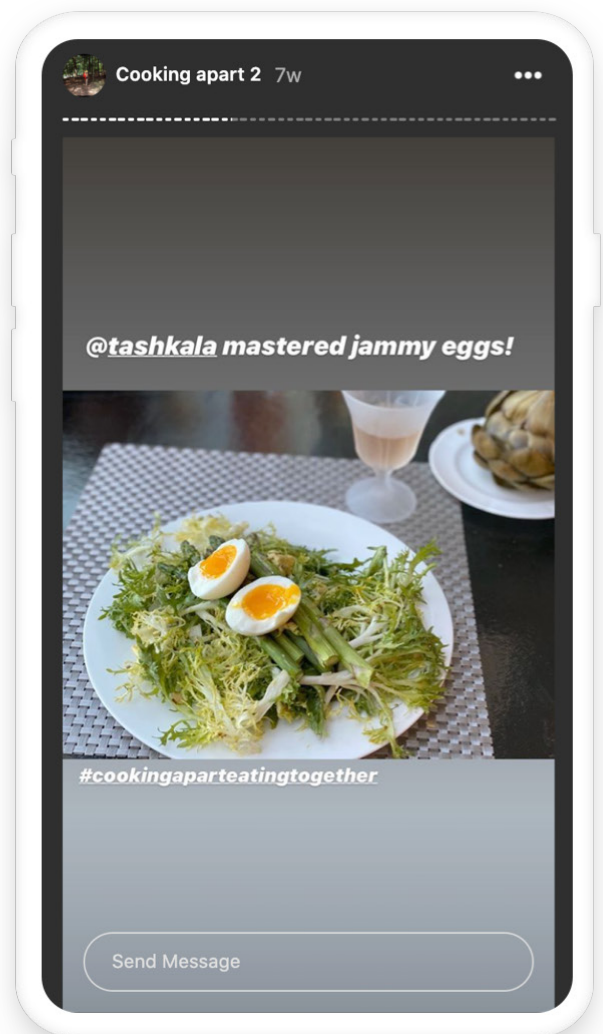 Cooking apart 2 7w
@tashkala mastered jammy eggs!
#cookingaparteatingtogether
Send Message